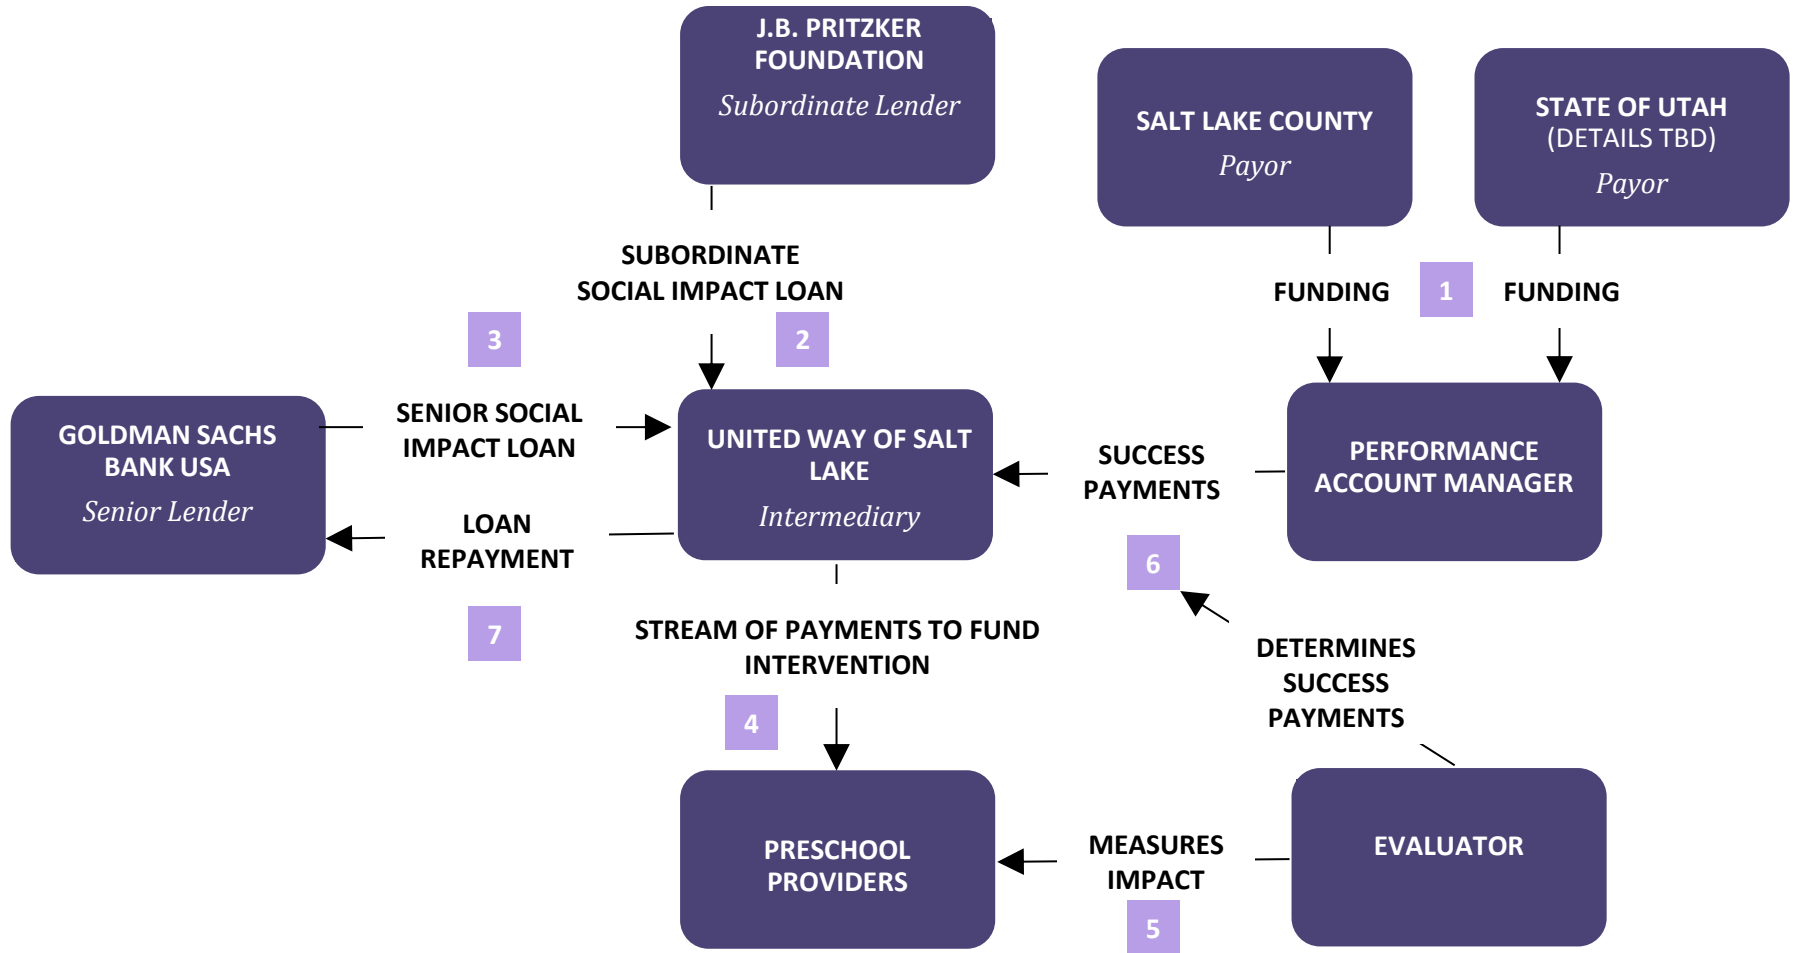 J.B. PRITZKER
FOUNDATION
Subordinate Lender
SALT LAKE COUNTY
Payor
STATE OF UTAH
(DETAILS TBD)
Payor
SUBORDINATE
SOCIAL IMPACT LOAN
FUNDING
1
FUNDING
3
2
GOLDMAN SACHS
BANK USA
Senior Lender
SENIOR SOCIAL
IMPACT LOAN
UNITED WAY OF SALT
LAKE
Intermediary
SUCCESS
PAYMENTS
PERFORMANCE
ACCOUNT MANAGER
LOAN
REPAYMENT
6
7
STREAM OF PAYMENTS TO FUND
INTERVENTION
DETERMINES
SUCCESS
PAYMENTS
4
PRESCHOOL
PROVIDERS
MEASURES
IMPACT
EVALUATOR
5